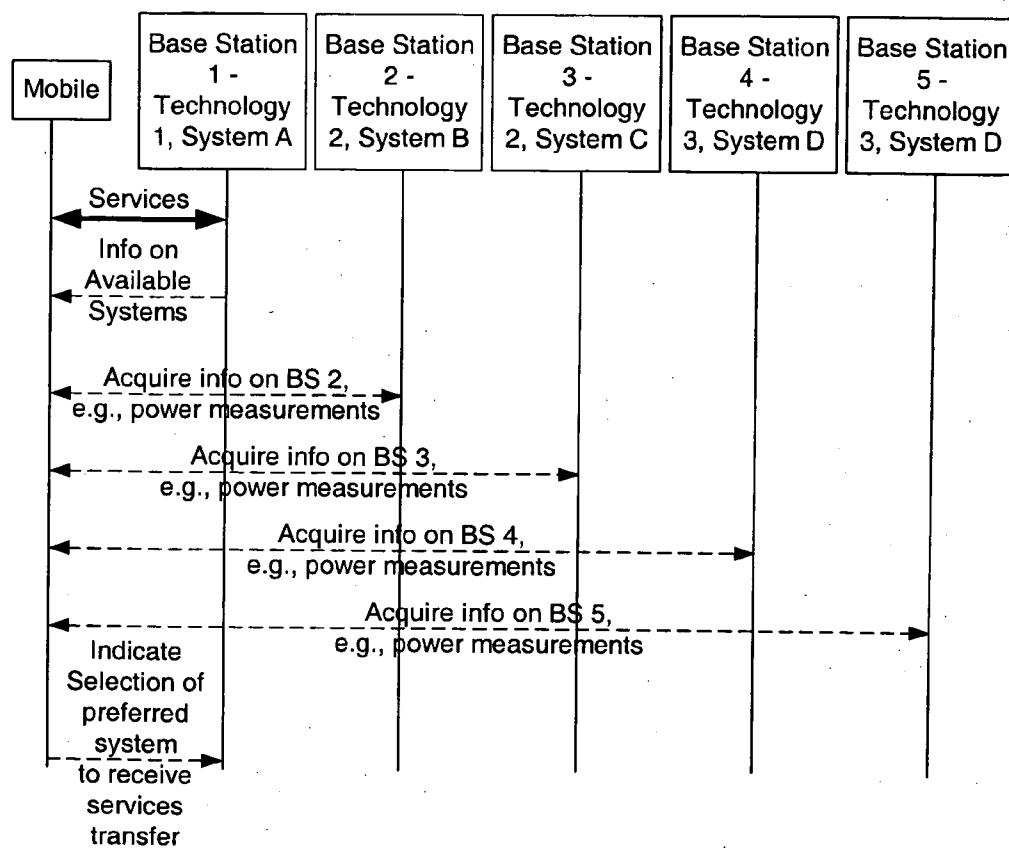 Mobile
Base Station
1 -
Technology
1, System A
Base Station
2 -
Technology
2, System B
Base Station
3 -
Technology
2, System C
Base Station
4 -
Technology
3, System D
Base Station
5 -
Technology
3, System D
Services
Info on
Available
Systems
Acquire info on BS 2,
e.g., power measurements
Acquire info on BS 3,
e.g., power measurements
Acquire info on BS 4,
e.g., power measurements
Acquire info on BS 5,
e.g., power measurements
Indicate
Selection of
preferred
system
to receive
services
transfer